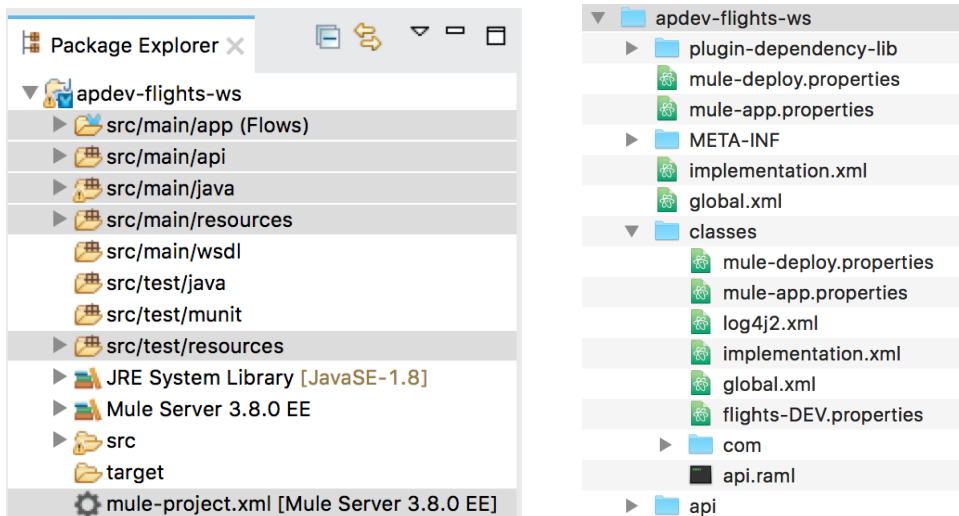 Package Explorer
apdev-flights-ws
src/main/app (Flows)
src/main/api
src/main/java
src/main/resources
src/main/wsdl
src/test/java
src/test/munit
src/test/resources
JRE System Library [JavaSE-1.8]
Mule Server 3.8.0 EE
src
target
mule-project.xml [Mule Server 3.8.0 EE]
apdev-flights-ws
plugin-dependency-lib
mule-deploy.properties
mule-app.properties
META-INF
implementation.xml
global.xml
classes
mule-deploy.properties
mule-app.properties
log4j2.xml
implementation.xml
global.xml
flights-DEV.properties
com
api.raml
api